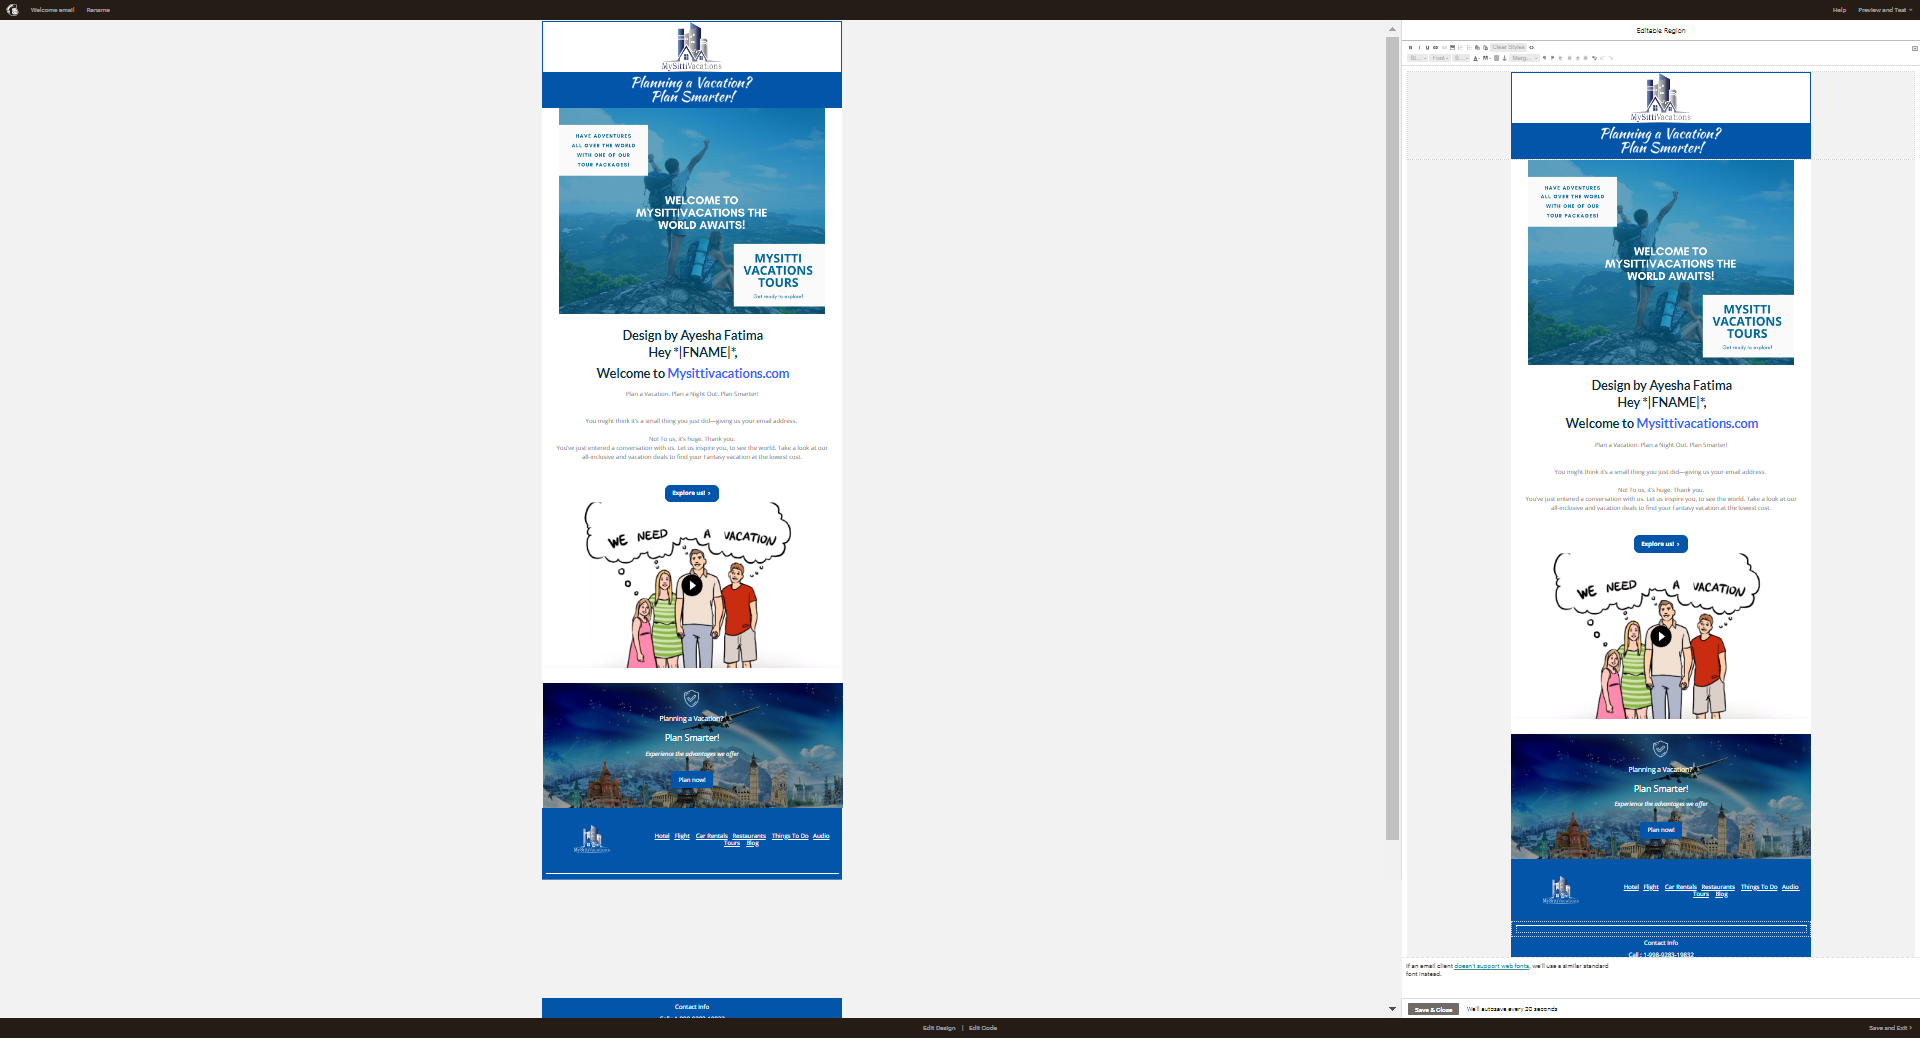 Welcome email
Rename
Help
Preview and Test
MySittiVacations
Planning a Vacation?
Plan Smarter!
HAVE ADVENTURES
ALL OVER THE WORLD
WITH ONE OF OUR
TOUR PACKAGES!
WELCOME TO
MYSITTIVACATIONS THE
WORLD AWAITS!
MYSITTI
VACATIONS
TOURS
Get ready to explore!
Design by Ayesha Fatima
Hey *|FNAME|*,
Welcome to Mysittivacations.com
Plan a Vacation. Plan a Night Out. Plan Smarter!
You might think it's a small thing you just did—giving us your email address.
Not To us, it's huge. Thank you.
You've just entered a conversation with us. Let us inspire you, to see the world. Take a look at our
all-inclusive and vacation deals to find your Fantasy vacation at the lowest cost.
Explore us! ›
WE NEED A VACATION
Planning a Vacation?
Plan Smarter!
Experience the advantages we offer
Plan now!
MySittiVacations
Hotel Flight Car Rentals Restaurants Things To Do Audio
Tours Blog
Contact Info
Editable Region
Clear Styles
Font
Merg...
MySittiVacations
Planning a Vacation?
Plan Smarter!
HAVE ADVENTURES
ALL OVER THE WORLD
WITH ONE OF OUR
TOUR PACKAGES!
WELCOME TO
MYSITTIVACATIONS THE
WORLD AWAITS!
MYSITTI
VACATIONS
TOURS
Get ready to explore!
Design by Ayesha Fatima
Hey *|FNAME|*,
Welcome to Mysittivacations.com
Plan a Vacation. Plan a Night Out. Plan Smarter!
You might think it's a small thing you just did—giving us your email address.
Not To us, it's huge. Thank you.
You've just entered a conversation with us. Let us inspire you, to see the world. Take a look at our
all-inclusive and vacation deals to find your Fantasy vacation at the lowest cost.
Explore us! ›
WE NEED A VACATION
Planning a Vacation?
Plan Smarter!
Experience the advantages we offer
Plan now!
MySittiVacations
Hotel Flight Car Rentals Restaurants Things To Do Audio
Tours Blog
Contact Info
Call : 1-998-9283-19832
If an email client doesn't support web fonts, we'll use a similar standard
font instead.
Save & Close
We'll autosave every 20 seconds
Edit Design | Edit Code
Save and Exit ›